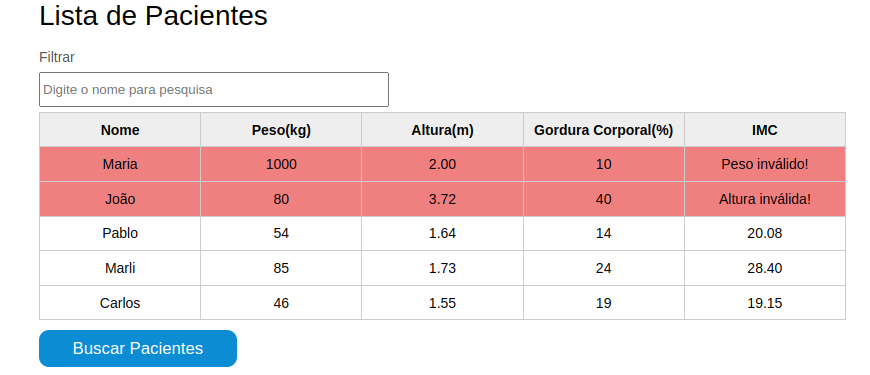 Lista de Pacientes
Filtrar
Digite o nome para pesquisa
Nome Peso(kg) Altura(m) Gordura Corporal(%) IMC
Maria 1000 2.00 10 Peso inválido!
João 80 3.72 40 Altura inválida!
Pablo 54 1.64 14 20.08
Marli 85 1.73 24 28.40
Carlos 46 1.55 19 19.15
Buscar Pacientes